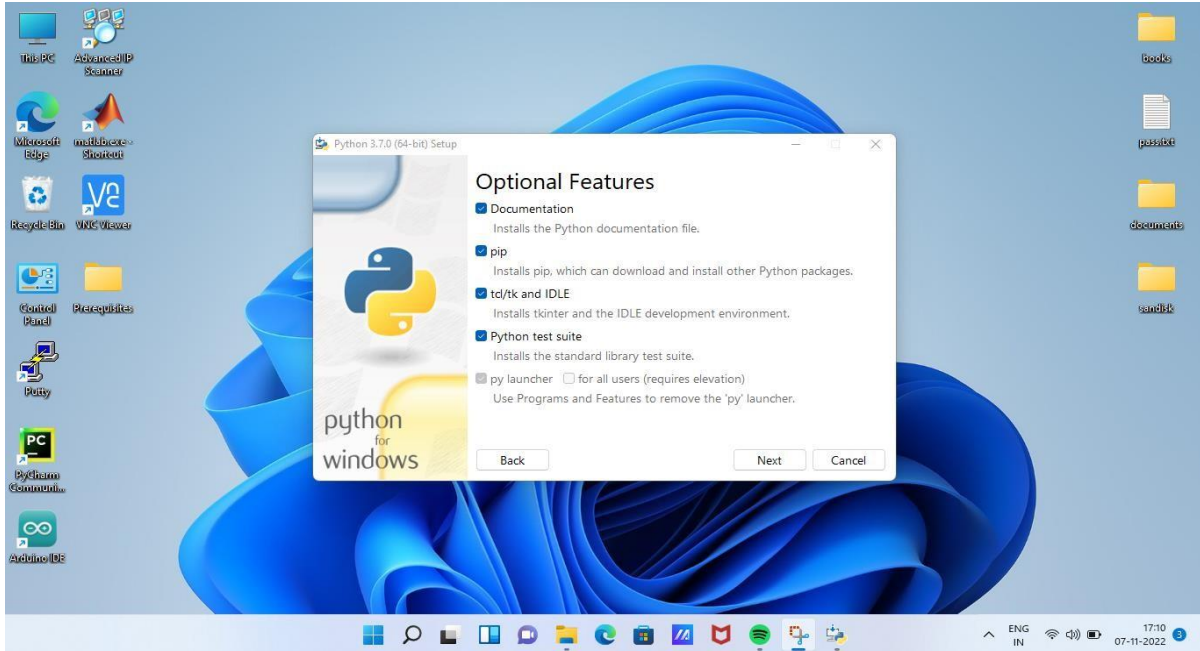 This PC
Advanced IP
Scanner
Microsoft
Edge
matlab.exe -
Shortcut
Recycle Bin
VNC Viewer
Control
Panel
Prerequisites
Putty
PyCharm
Communi...
Arduino IDE
books
pass.txt
documents
sandisk
Python 3.7.0 (64-bit) Setup
Optional Features
Documentation
Installs the Python documentation file.
pip
Installs pip, which can download and install other Python packages.
tcl/tk and IDLE
Installs tkinter and the IDLE development environment.
Python test suite
Installs the standard library test suite.
py launcher for all users (requires elevation)
Use Programs and Features to remove the 'py' launcher.
python
for
windows
Back Next Cancel
PC
ENG
IN
17:10
07-11-2022
3